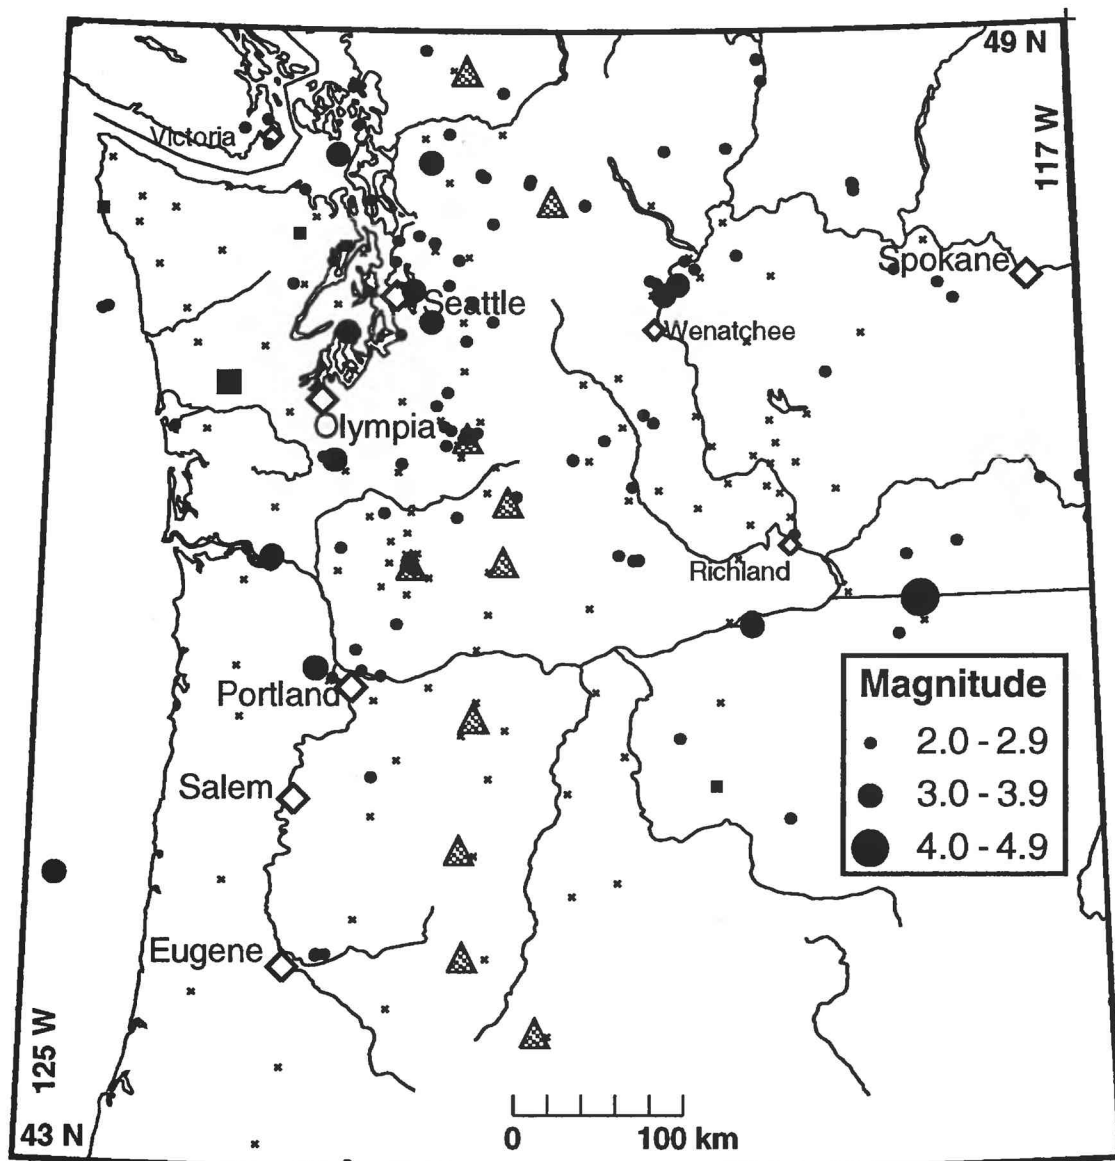 49 N
117 W
Victoria
Spokane
Seattle
Wenatchee
Olympia
Richland
Magnitude
2.0 - 2.9
3.0 - 3.9
4.0 - 4.9
Portland
Salem
Eugene
125 W
43 N
0 100 km